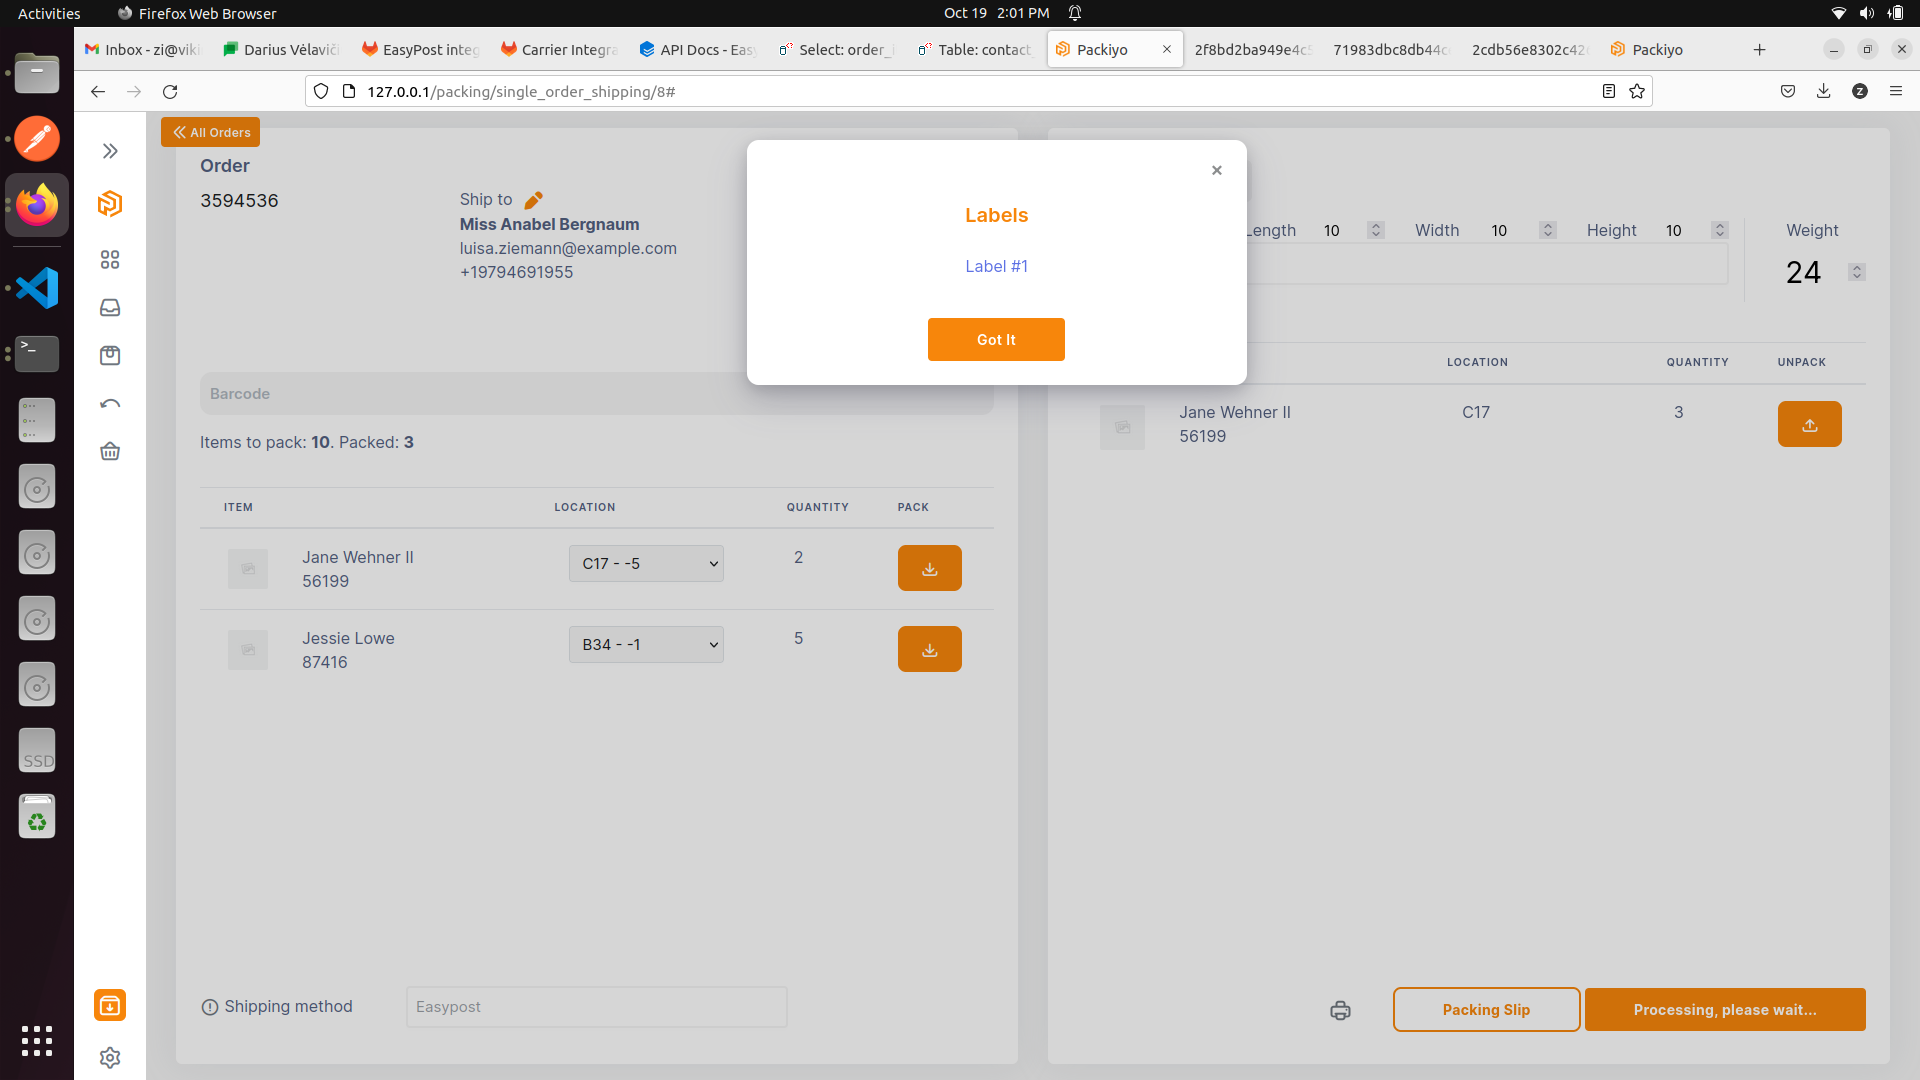 Activities
Firefox Web Browser
Oct 19 2:01 PM
Inbox - zi@viki
Darius Vėlavičі
EasyPost integ
Carrier Integra
API Docs - Eas
Select: order_i
Table: contact_
Packiyo
2f8bd2ba949e4c5
71983dbc8db44c
2cdb56e8302c42
Packiyo
127.0.0.1/packing/single_order_shipping/8#
All Orders
Order
3594536
Ship to
Miss Anabel Bergnaum
luisa.ziemann@example.com
+19794691955
Barcode
Items to pack: 10. Packed: 3
ITEM LOCATION QUANTITY PACK
Jane Wehner II
56199
C17 - -5
2
Jessie Lowe
87416
B34 - -1
5
Shipping method
Easypost
Labels
Label #1
Got It
Length 10 Width 10 Height 10
Weight
24
LOCATION QUANTITY UNPACK
Jane Wehner II
56199
C17
3
Packing Slip
Processing, please wait...
SSD